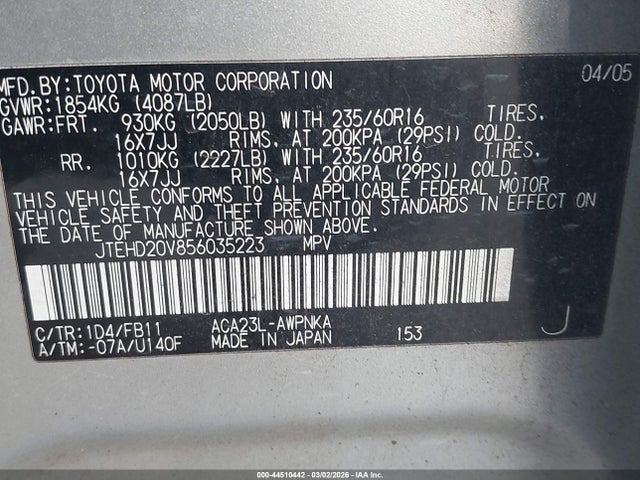 MFD.BY:TOYOTA MOTOR CORPORATION 04/05
GVWR:1854KG (4087LB)
GAWR:FRT. 930KG (2050LB) WITH 235/60R16 TIRES.
16X7JJ RIMS. AT 200KPA (29PSI) COLD.
RR. 1010KG (2227LB) WITH 235/60R16 TIRES.
16X7JJ RIMS. AT 200KPA (29PSI) COLD.
THIS VEHICLE CONFORMS TO ALL APPLICABLE FEDERAL MOTOR
VEHICLE SAFETY AND THEFT PREVENTION STANDARDS IN EFFECT ON
THE DATE OF MANUFACTURE SHOWN ABOVE.
JTEHD20V856035223 MPV
C/TR:1D4/FB11 ACA23L-AWPNKA 153 J
A/TM:-07A/U140F MADE IN JAPAN
000-44510442 - 03/02/2026 - IAA Inc.